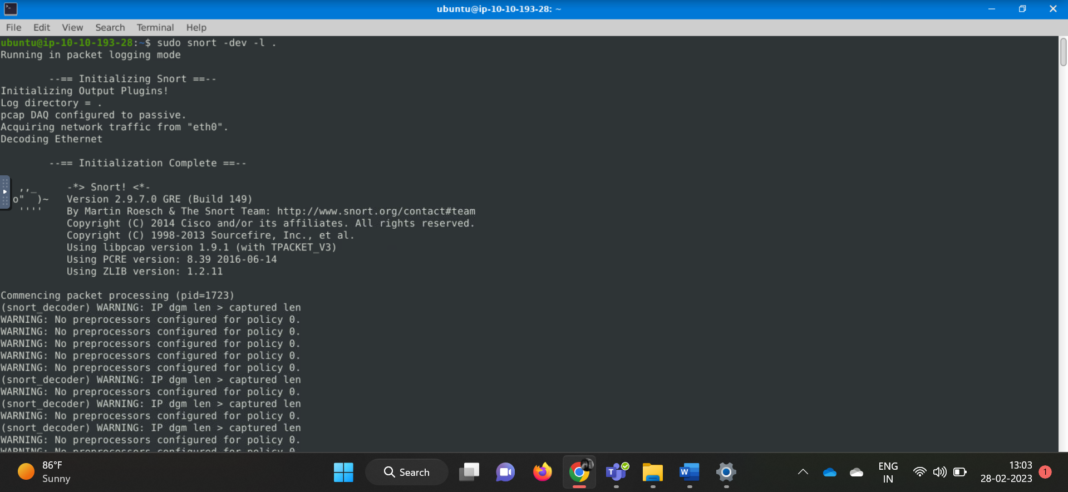 ubuntu@ip-10-10-193-28: ~
File Edit View Search Terminal Help
ubuntu@ip-10-10-193-28:~$ sudo snort -dev -l .
Running in packet logging mode
--== Initializing Snort ==--
Initializing Output Plugins!
Log directory = .
pcap DAQ configured to passive.
Acquiring network traffic from "eth0".
Decoding Ethernet
--== Initialization Complete ==--
,,_ -*> Snort! <*-
o" )~ Version 2.9.7.0 GRE (Build 149)
'''' By Martin Roesch & The Snort Team: http://www.snort.org/contact#team
Copyright (C) 2014 Cisco and/or its affiliates. All rights reserved.
Copyright (C) 1998-2013 Sourcefire, Inc., et al.
Using libpcap version 1.9.1 (with TPACKET_V3)
Using PCRE version: 8.39 2016-06-14
Using ZLIB version: 1.2.11
Commencing packet processing (pid=1723)
(snort_decoder) WARNING: IP dgm len > captured len
WARNING: No preprocessors configured for policy 0.
WARNING: No preprocessors configured for policy 0.
WARNING: No preprocessors configured for policy 0.
WARNING: No preprocessors configured for policy 0.
WARNING: No preprocessors configured for policy 0.
(snort_decoder) WARNING: IP dgm len > captured len
WARNING: No preprocessors configured for policy 0.
(snort_decoder) WARNING: IP dgm len > captured len
WARNING: No preprocessors configured for policy 0.
(snort_decoder) WARNING: IP dgm len > captured len
WARNING: No preprocessors configured for policy 0.
WARNING: No preprocessors configured for policy 0.
86°F
Sunny
Search
ENG
IN
13:03
28-02-2023
1